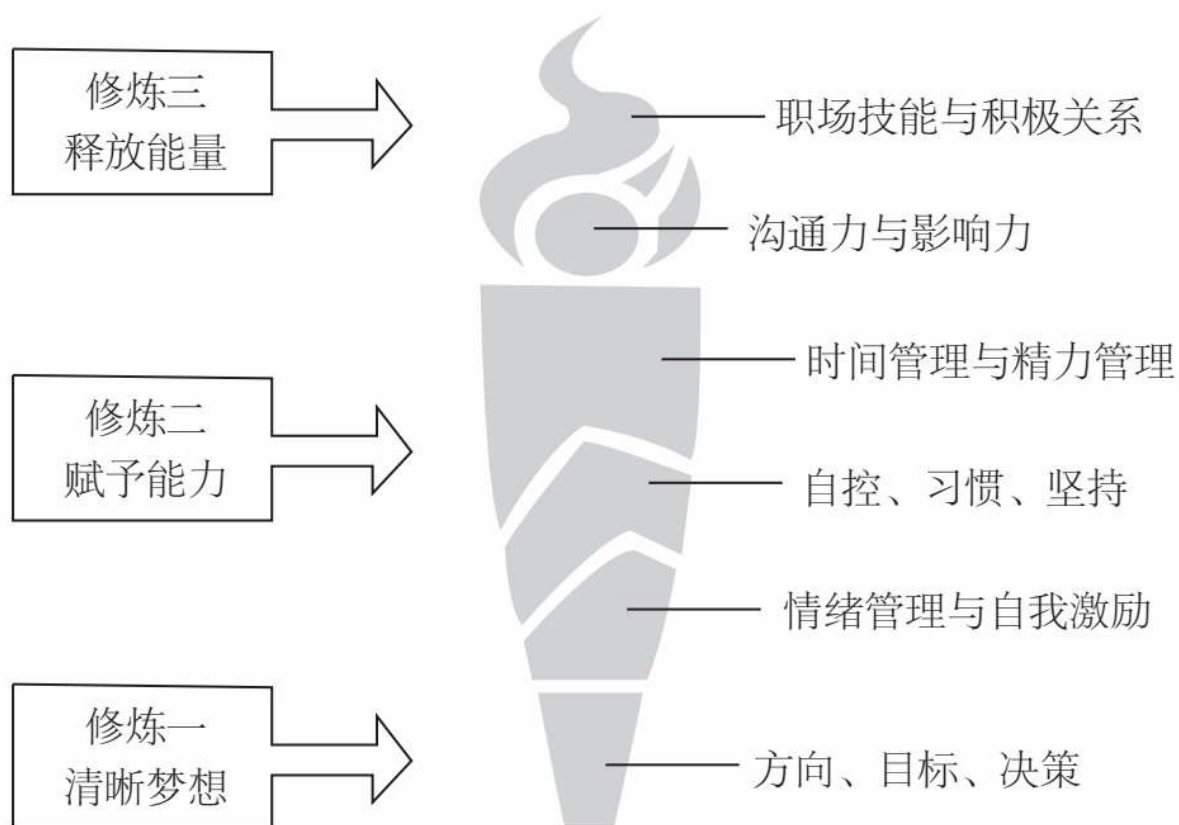 修炼三
释放能量
职场技能与积极关系
沟通力与影响力
时间管理与精力管理
修炼二
赋予能力
自控、习惯、坚持
情绪管理与自我激励
修炼一
清晰梦想
方向、目标、决策